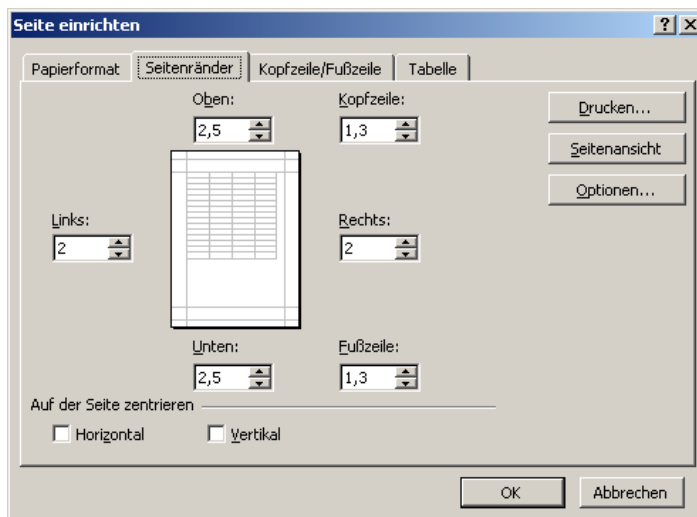 Seite einrichten
Papierformat Seitenränder Kopfzeile/Fußzeile Tabelle
Oben: Kopfzeile:
2,5 1,3
Drucken...
Seitenansicht
Optionen...
Links: Rechts:
2 2
Unten: Fußzeile:
2,5 1,3
Auf der Seite zentrieren
Horizontal Vertikal
OK Abbrechen